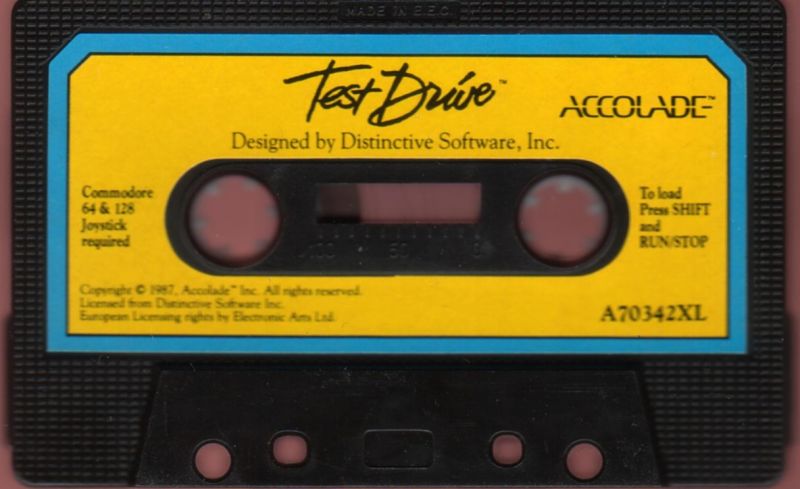 MADE IN E.E.C.
Test Drive™
ACCOLADE™
Designed by Distinctive Software, Inc.
Commodore
64 & 128
Joystick
required
To load
Press SHIFT
and
RUN/STOP
100 50 0
Copyright © 1987, Accolade™ Inc. All rights reserved.
Licensed from Distinctive Software Inc.
European Licensing rights by Electronic Arts Ltd.
A70342XL